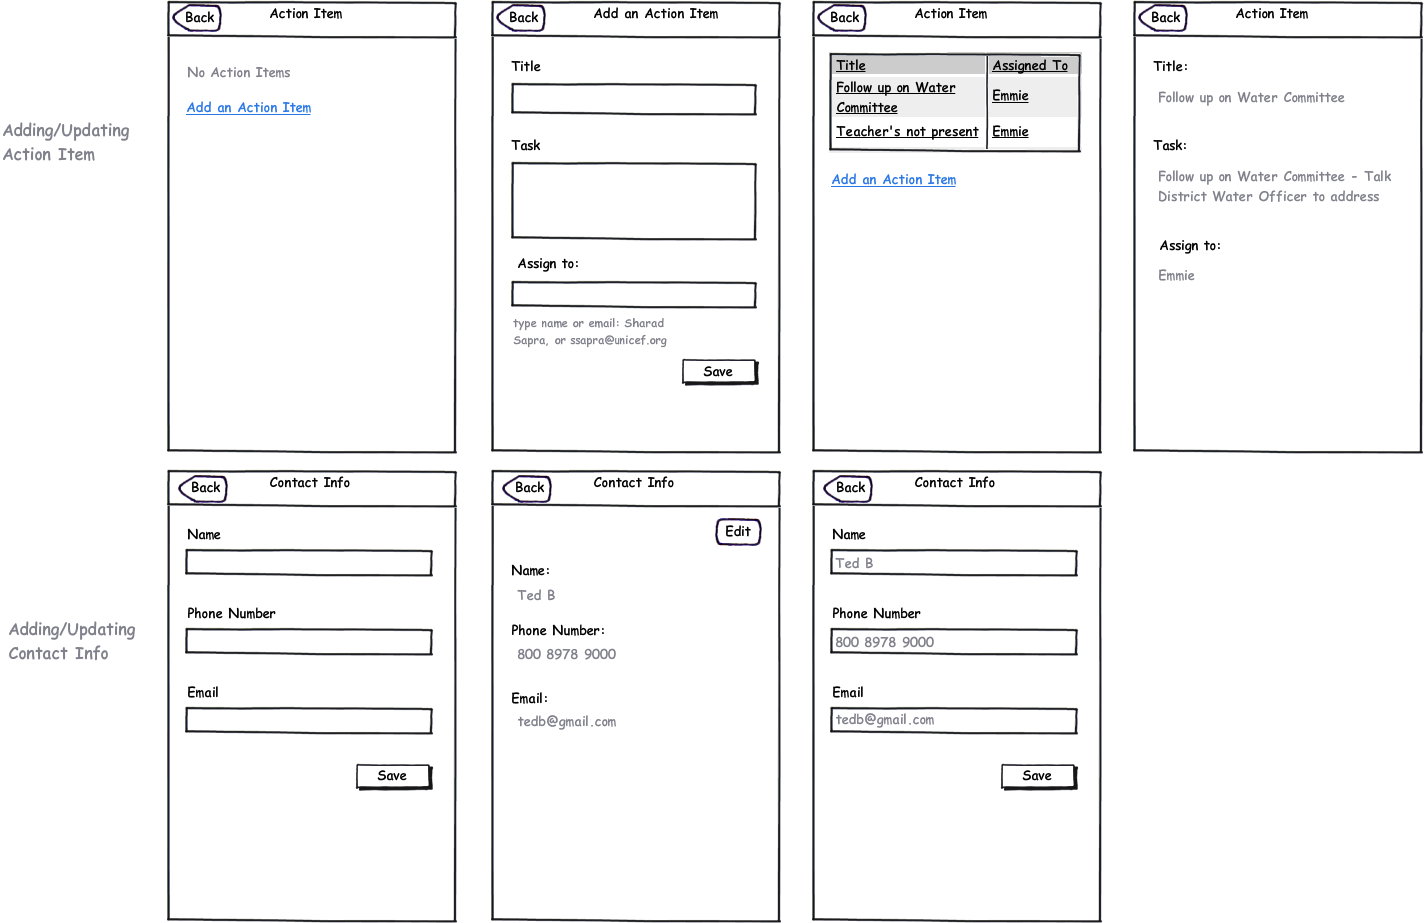 Adding/Updating
Action Item
Back
Action Item
No Action Items
Add an Action Item
Back
Add an Action Item
Title
Task
Assign to:
type name or email: Sharad
Sapra, or ssapra@unicef.org
Save
Back
Action Item
Title
Assigned To
Follow up on Water
Committee
Emmie
Teacher's not present
Emmie
Add an Action Item
Back
Action Item
Title:
Follow up on Water Committee
Task:
Follow up on Water Committee - Talk
District Water Officer to address
Assign to:
Emmie
Adding/Updating
Contact Info
Back
Contact Info
Name
Phone Number
Email
Save
Back
Contact Info
Edit
Name:
Ted B
Phone Number:
800 8978 9000
Email:
tedb@gmail.com
Back
Contact Info
Name
Ted B
Phone Number
800 8978 9000
Email
tedb@gmail.com
Save